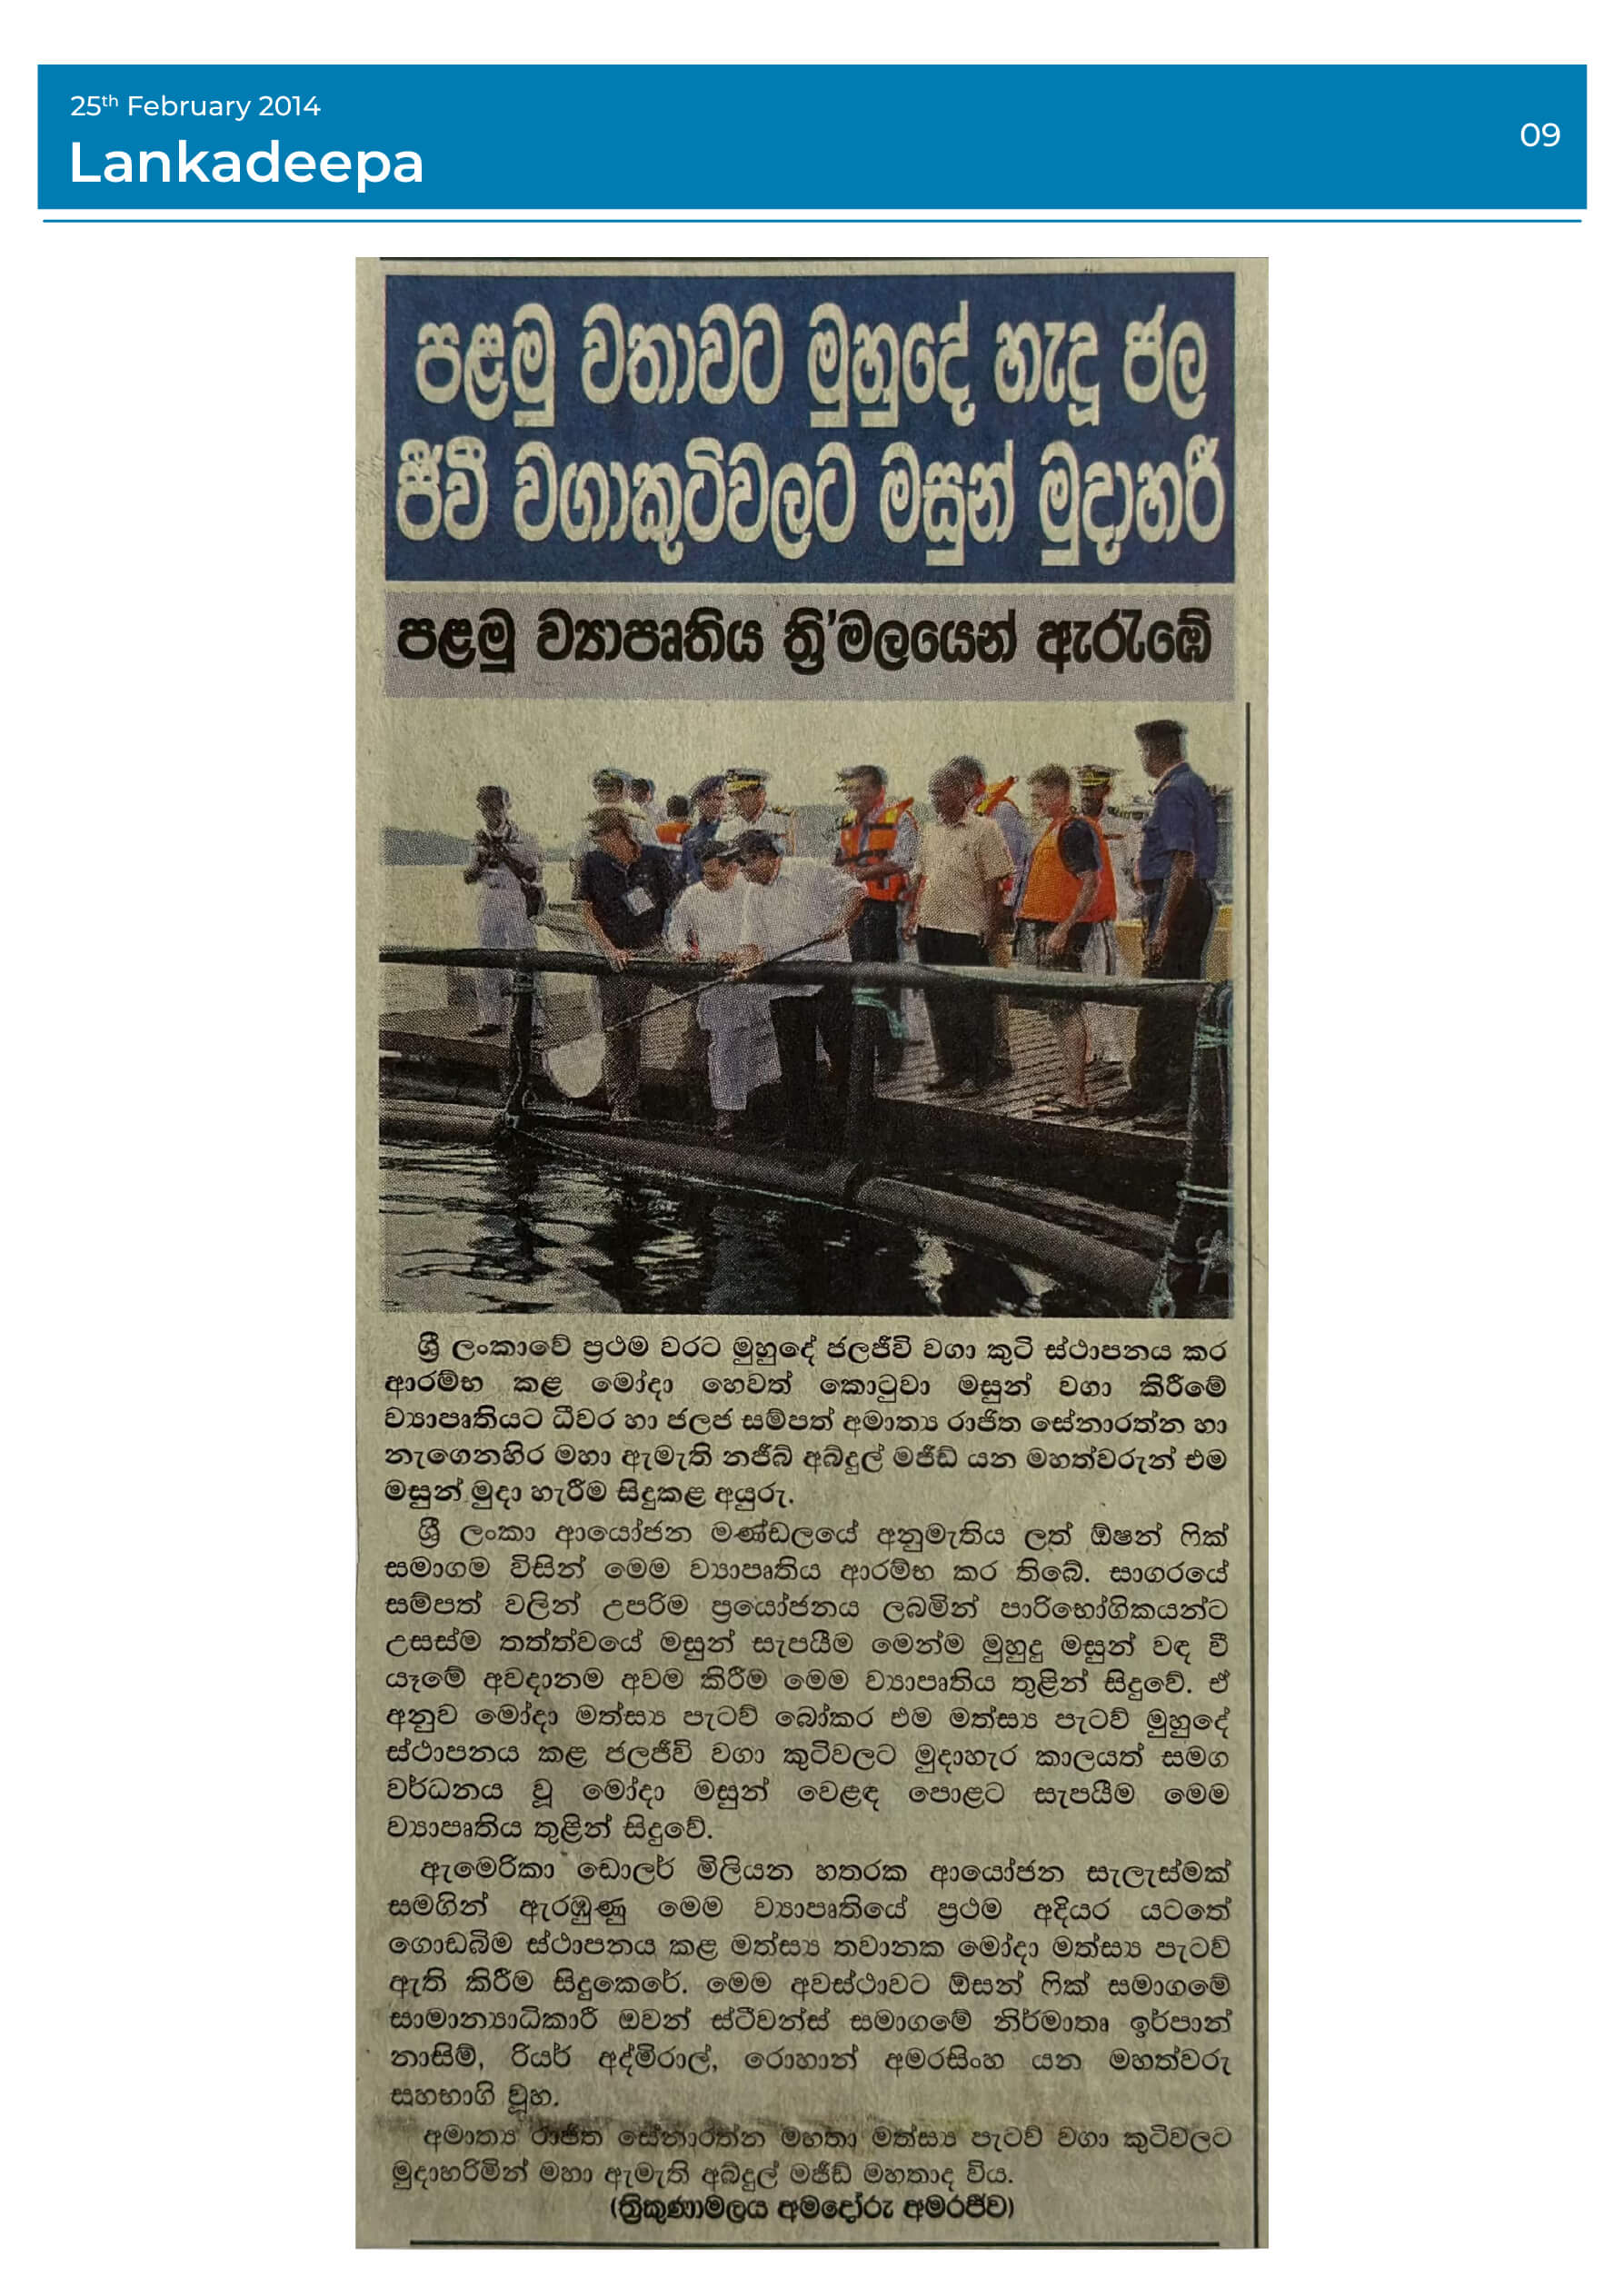 25th February 2014
Lankadeepa
09
පළමු වතාවට මුහුදේ හැදූ ජල
ජීවී වගාකුටිවලට මසුන් මුදාහරී
පළමු ව්‍යාපෘතිය ත්‍රි'මලයෙන් ඇරැඹේ
ශ්‍රී ලංකාවේ ප්‍රථම වරට මුහුදේ ජලජීවි වගා කුටි ස්ථාපනය කර
ආරම්භ කළ මෝදා හෙවත් කොටුවා මසුන් වගා කිරීමේ
ව්‍යාපෘතියට ධීවර හා ජලජ සම්පත් අමාත්‍ය රාජිත සේනාරත්න හා
නැගෙනහිර මහා ඇමැති නජීබ් අබ්දුල් මජීඩ් යන මහත්වරුන් එම
මසුන් මුදා හැරීම සිදුකළ අයුරු.
ශ්‍රී ලංකා ආයෝජන මණ්ඩලයේ අනුමැතිය ලත් ඕෂන් ෆික්
සමාගම විසින් මෙම ව්‍යාපෘතිය ආරම්භ කර තිබේ. සාගරයේ
සම්පත් වලින් උපරිම ප්‍රයෝජනය ලබමින් පාරිභෝගිකයන්ට
උසස්ම තත්ත්වයේ මසුන් සැපයීම මෙන්ම මුහුදු මසුන් වඳ වී
යෑමේ අවදානම අවම කිරීම මෙම ව්‍යාපෘතිය තුළින් සිදුවේ. ඒ
අනුව මෝදා මත්ස්‍ය පැටව් බෝකර එම මත්ස්‍ය පැටව් මුහුදේ
ස්ථාපනය කළ ජලජීවි වගා කුටිවලට මුදාහැර කාලයත් සමග
වර්ධනය වූ මෝදා මසුන් වෙළඳ පොළට සැපයීම මෙම
ව්‍යාපෘතිය තුළින් සිදුවේ.
ඇමෙරිකා ඩොලර් මිලියන හතරක ආයෝජන සැලැස්මක්
සමගින් ඇරඹුණු මෙම ව්‍යාපෘතියේ ප්‍රථම අදියර යටතේ
ගොඩබිම ස්ථාපනය කළ මත්ස්‍ය තවානක මෝදා මත්ස්‍ය පැටව්
ඇති කිරීම සිදුකෙරේ. මෙම අවස්ථාවට ඕසන් ෆික් සමාගමේ
සාමාන්‍යාධිකාරී ඔවන් ස්ටීවන්ස් සමාගමේ නිර්මාතෘ ඉර්පාන්
නාසිම්, රියර් අද්මිරාල්, රොහාන් අමරසිංහ යන මහත්වරු
සහභාගි වූහ.
අමාත්‍ය රාජිත සේනාරත්න මහතා මත්ස්‍ය පැටව් වගා කුටිවලට
මුදාහරිමින් මහා ඇමැති අබ්දුල් මජීඩ් මහතාද විය.
(ත්‍රිකුණාමලය අමදෝරු අමරජීව)